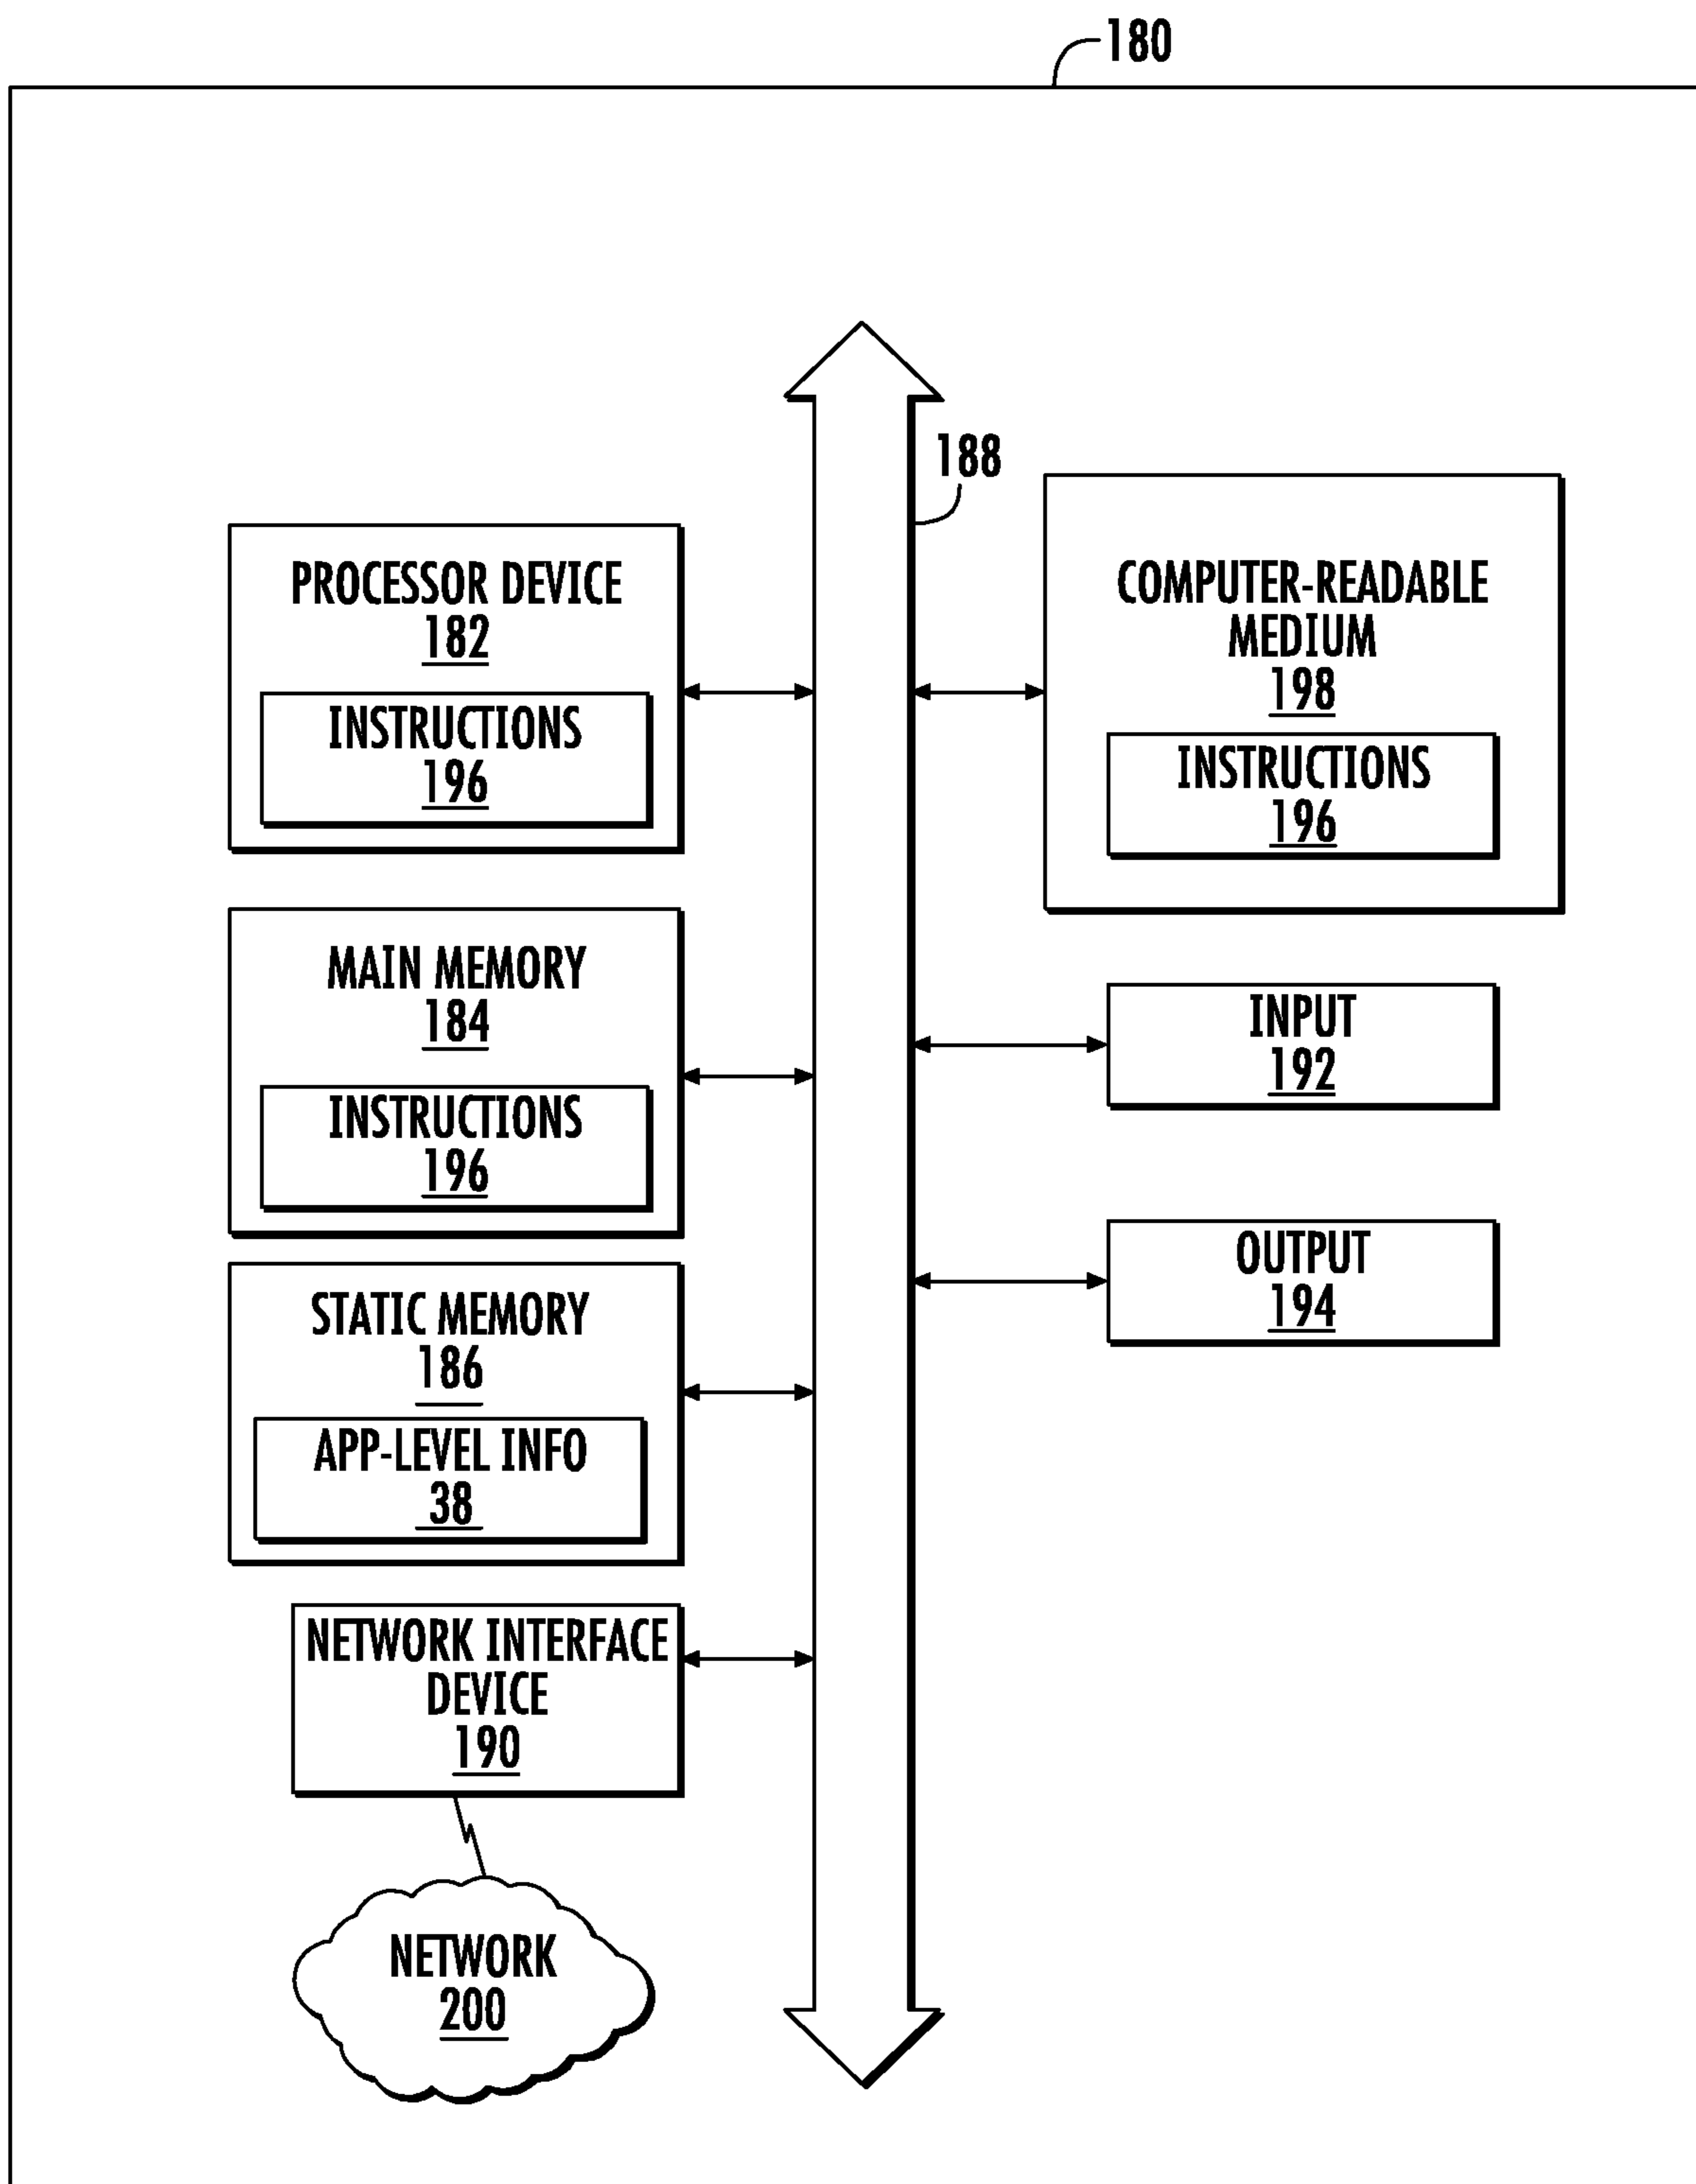 180
188
PROCESSOR DEVICE
182
INSTRUCTIONS
196
MAIN MEMORY
184
INSTRUCTIONS
196
STATIC MEMORY
186
APP-LEVEL INFO
38
NETWORK INTERFACE
DEVICE
190
NETWORK
200
COMPUTER-READABLE
MEDIUM
198
INSTRUCTIONS
196
INPUT
192
OUTPUT
194